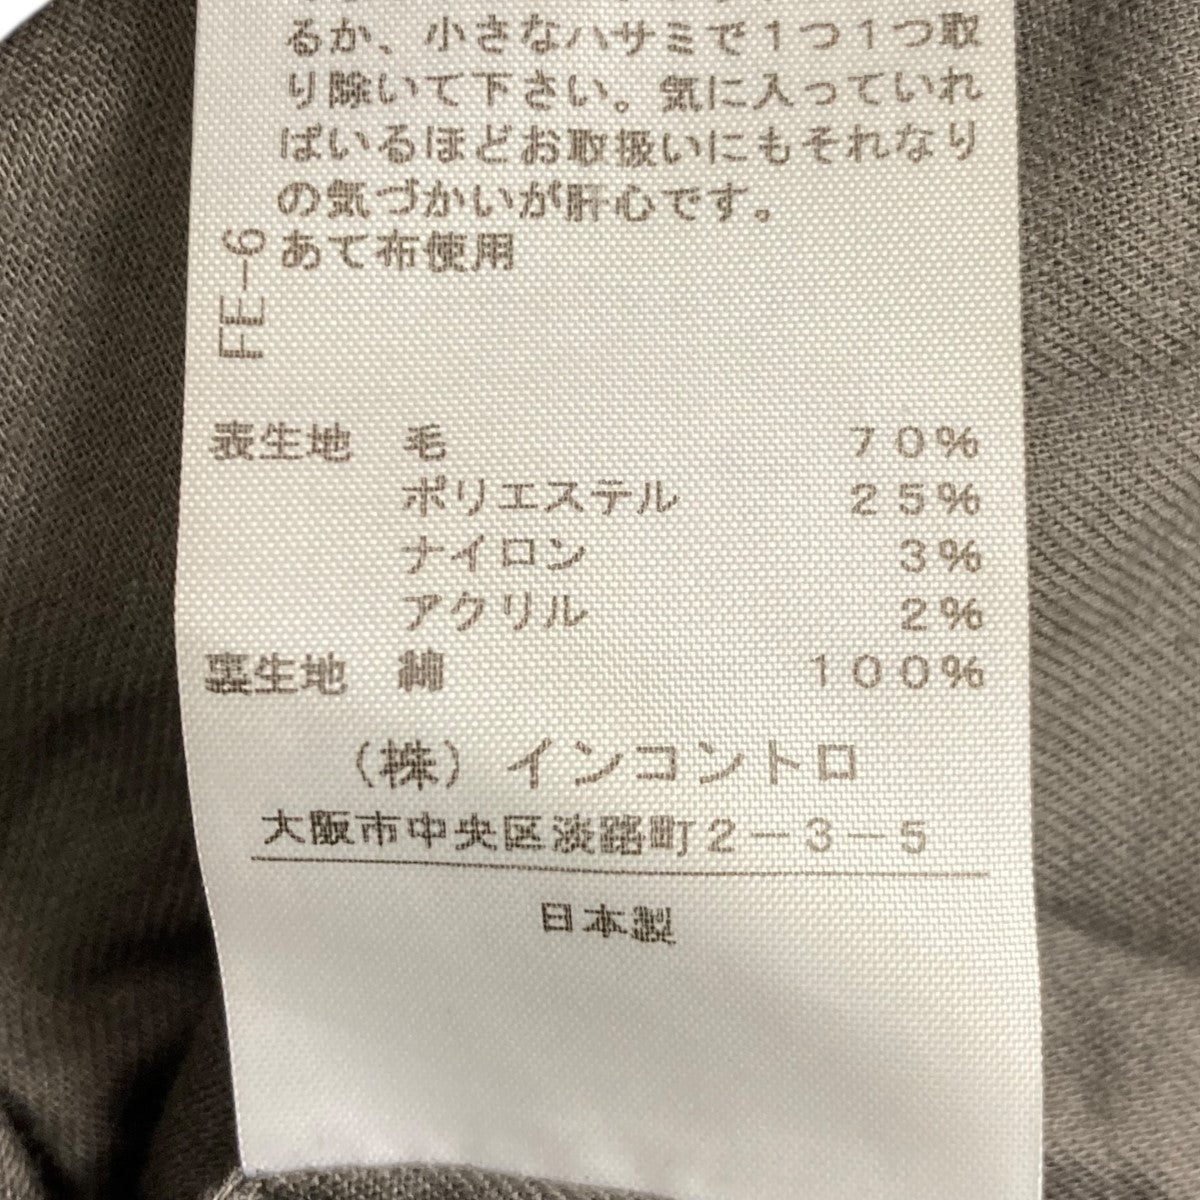 るか、小さなハサミで1つ1つ取
り除いて下さい。気に入っていれ
ばいるほどお取扱いにもそれなり
の気づかいが肝心です。
あて布使用
FE-6
表生地 毛 70%
ポリエステル 25%
ナイロン 3%
アクリル 2%
裏生地 綿 100%
(株)インコントロ
大阪市中央区淡路町2-3-5
日本製